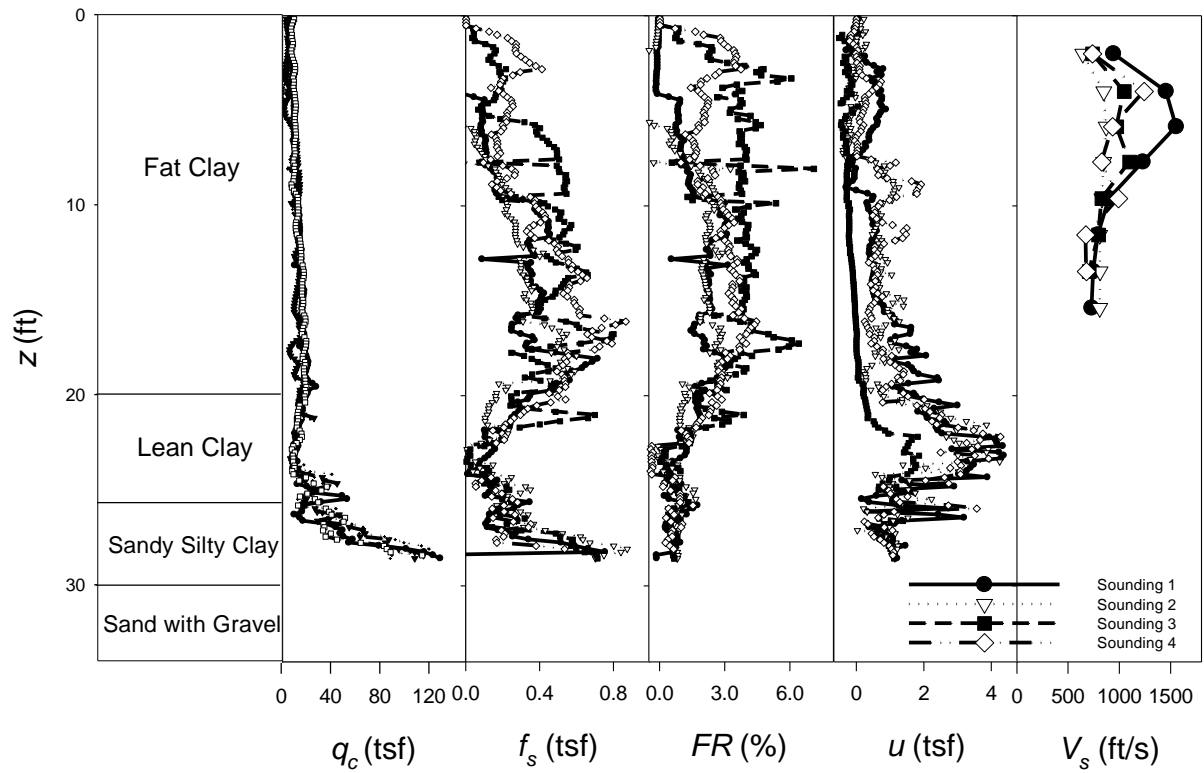 0
Fat Clay
10
z (ft)
20
Lean Clay
Sandy Silty Clay
30
Sand with Gravel
Sounding 1
Sounding 2
Sounding 3
Sounding 4
0 40 80 120 0.0 0.4 0.8 0.0 3.0 6.0 0 2 4 0 500 1000 1500
q_c (tsf) f_s (tsf) FR (%) u (tsf) V_s (ft/s)